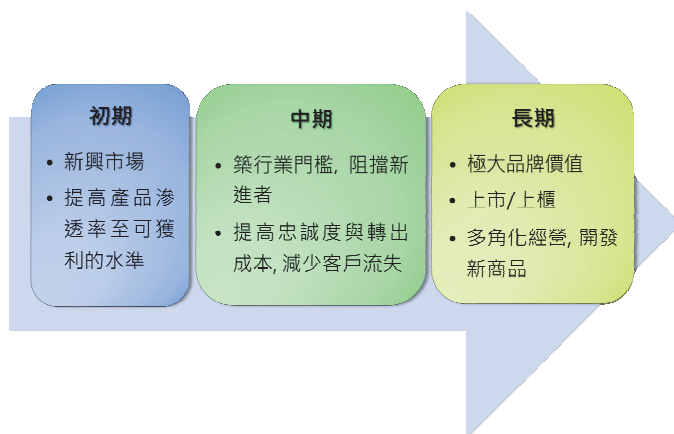 初期
• 新興市場
• 提高產品滲
透率至可獲
利的水準
中期
• 築行業門檻, 阻擋新
進者
• 提高忠誠度與轉出
成本, 減少客戶流失
長期
• 極大品牌價值
• 上市/上櫃
• 多角化經營, 開發
新商品